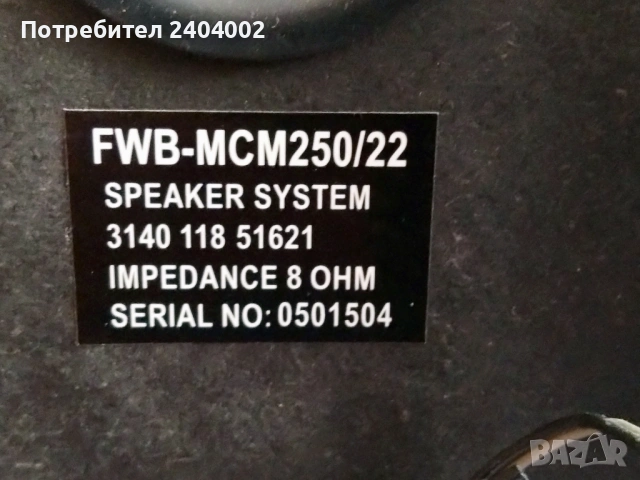 Потребител 2404002
FWB-MCM250/22
SPEAKER SYSTEM
3140 118 51621
IMPEDANCE 8 OHM
SERIAL NO: 0501504
BAZAR